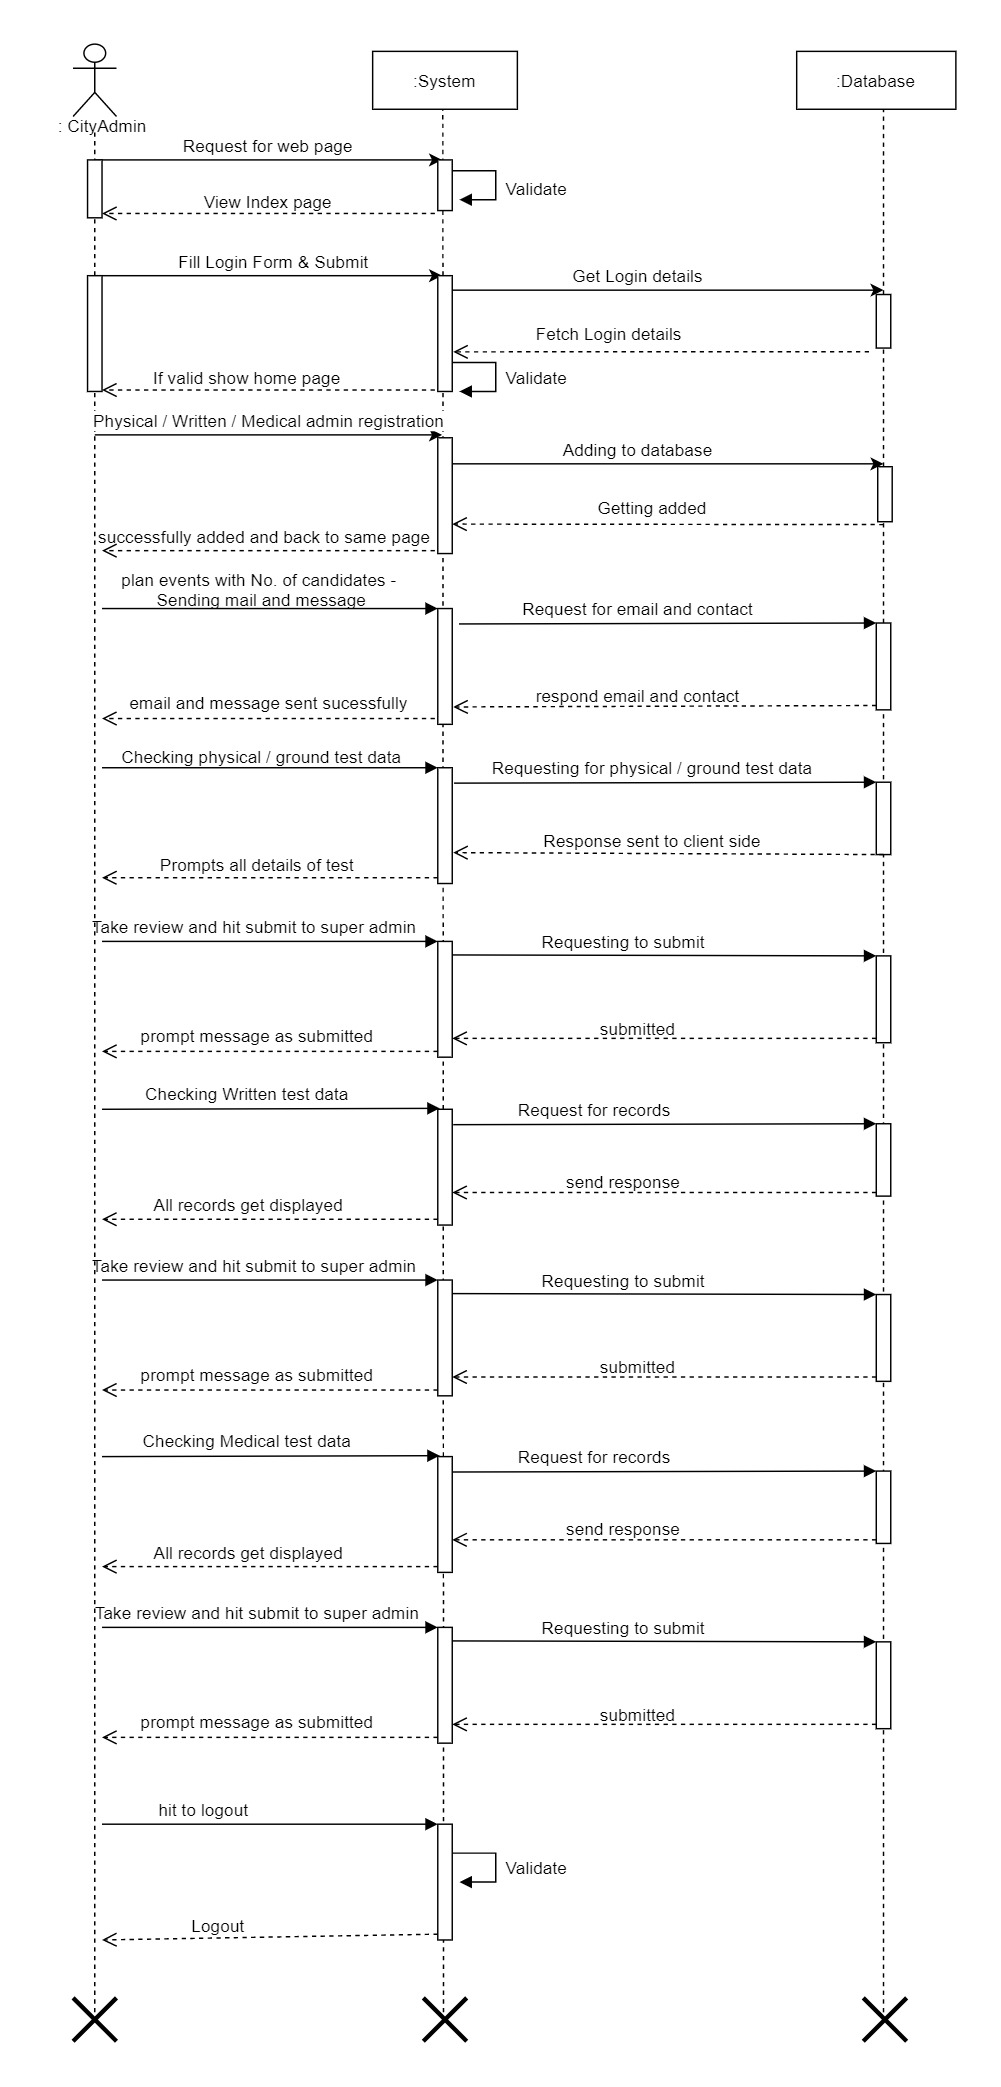 :System
:Database
: CityAdmin
Request for web page
Validate
View Index page
Fill Login Form & Submit
Get Login details
Fetch Login details
If valid show home page
Validate
Physical / Written / Medical admin registration
Adding to database
Getting added
successfully added and back to same page
plan events with No. of candidates -
Sending mail and message
Request for email and contact
respond email and contact
email and message sent sucessfully
Checking physical / ground test data
Requesting for physical / ground test data
Response sent to client side
Prompts all details of test
Take review and hit submit to super admin
Requesting to submit
submitted
prompt message as submitted
Checking Written test data
Request for records
send response
All records get displayed
Take review and hit submit to super admin
Requesting to submit
submitted
prompt message as submitted
Checking Medical test data
Request for records
send response
All records get displayed
Take review and hit submit to super admin
Requesting to submit
submitted
prompt message as submitted
hit to logout
Validate
Logout